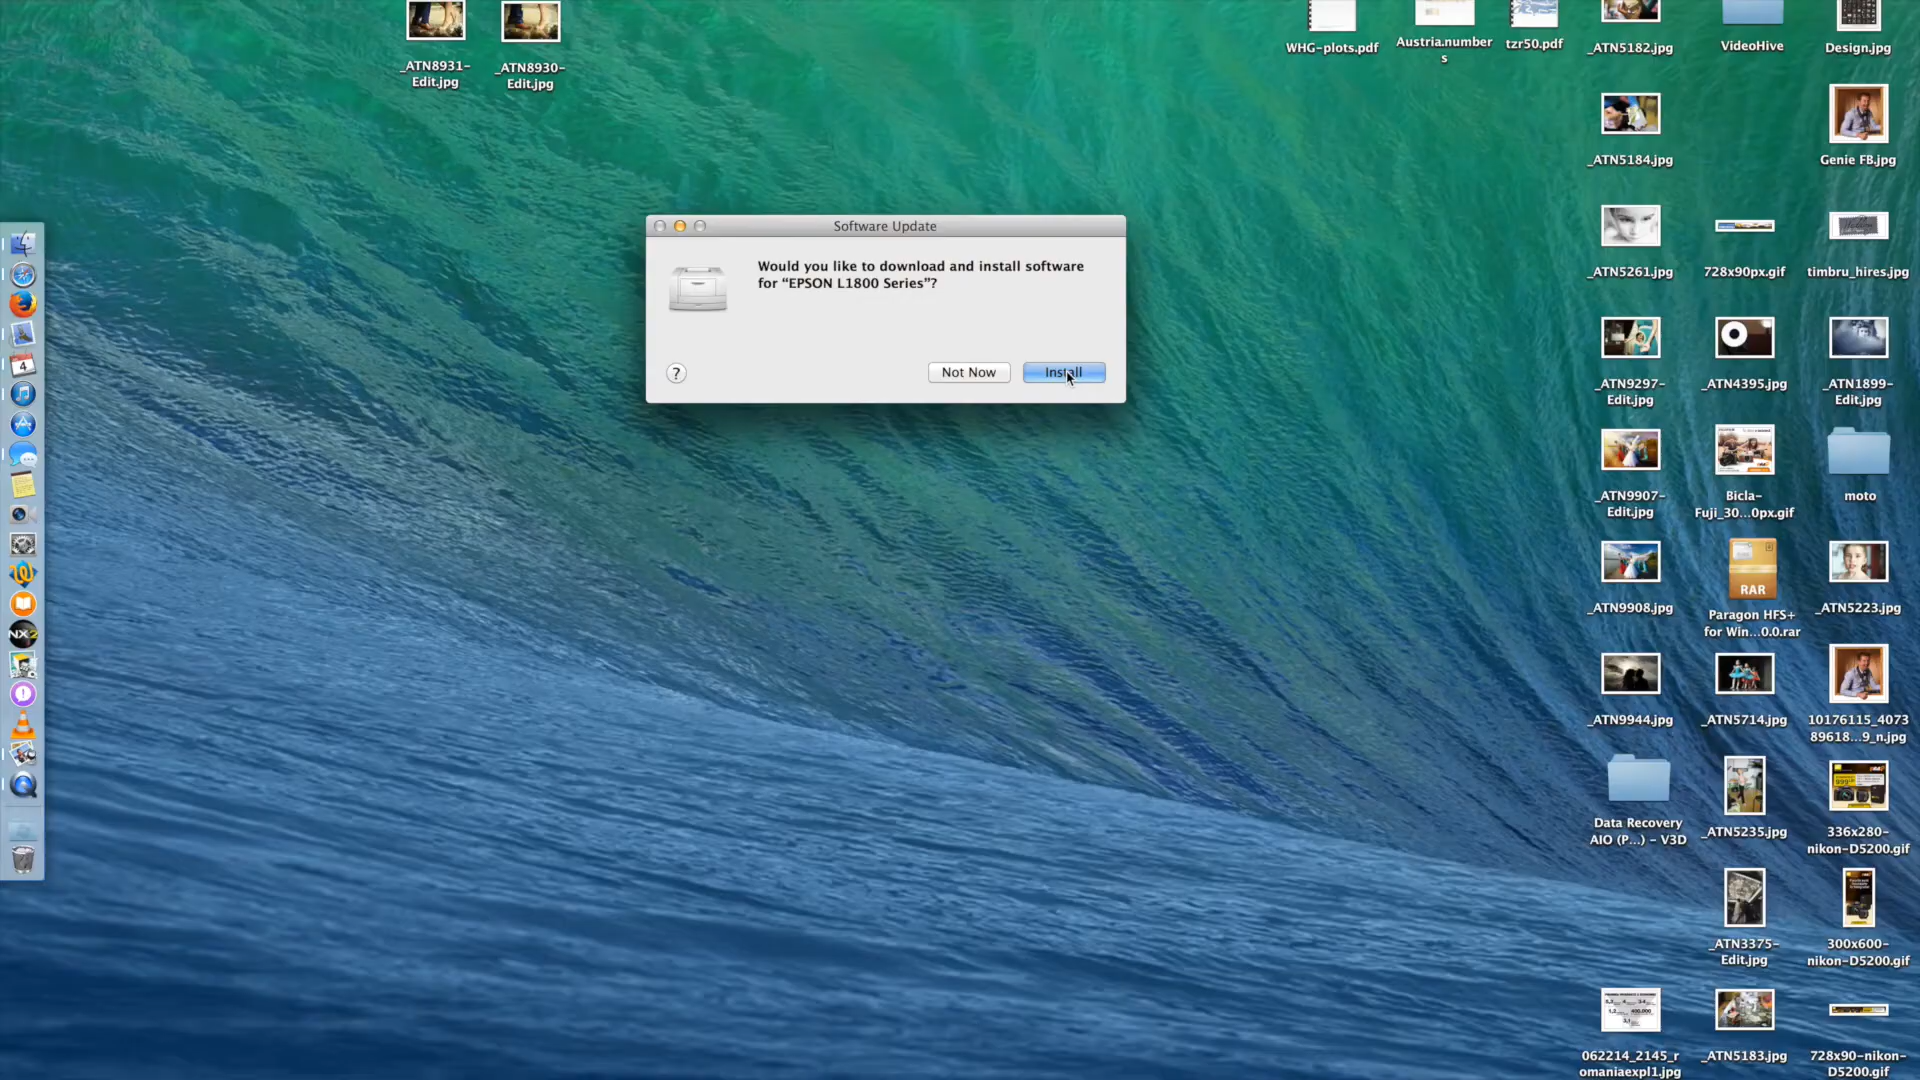 _ATN8931-
Edit.jpg
_ATN8930-
Edit.jpg
WHG-plots.pdf
Austria.number
s
tzr50.pdf
_ATN5182.jpg
VideoHive
Design.jpg
_ATN5184.jpg
Genie FB.jpg
Software Update
Would you like to download and install software
for “EPSON L1800 Series”?
?
Not Now
Install
_ATN5261.jpg
728x90px.gif
timbru_hires.jpg
4
_ATN9297-
Edit.jpg
_ATN4395.jpg
_ATN1899-
Edit.jpg
_ATN9907-
Edit.jpg
Bicla-
Fuji_30...0px.gif
moto
RAR
_ATN9908.jpg
Paragon HFS+
for Win...0.0.rar
_ATN5223.jpg
NX2
_ATN9944.jpg
_ATN5714.jpg
10176115_4073
89618...9_n.jpg
Data Recovery
AIO (P...) - V3D
_ATN5235.jpg
336x280-
nikon-D5200.gif
_ATN3375-
Edit.jpg
300x600-
nikon-D5200.gif
062214_2145_r
omaniaexpl1.jpg
_ATN5183.jpg
728x90-nikon-
D5200.gif